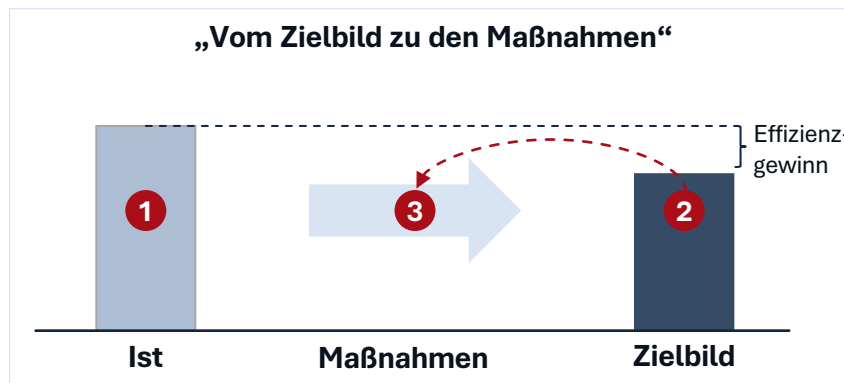 „Vom Zielbild zu den Maßnahmen“
Effizienz-
gewinn
1
3
2
Ist
Maßnahmen
Zielbild